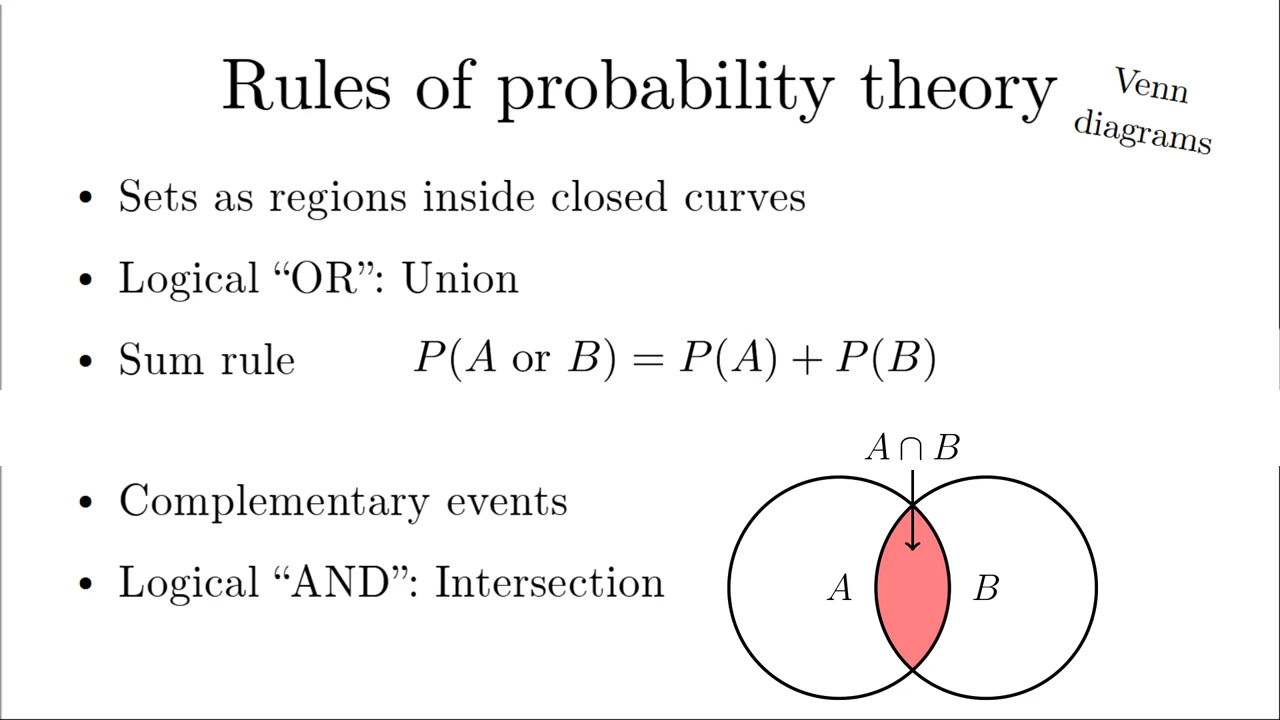 Rules of probability theory
Venn
diagrams
• Sets as regions inside closed curves
• Logical “OR”: Union
• Sum rule P(A or B) = P(A) + P(B)
• Complementary events
• Logical “AND”: Intersection
A ∩ B
A B